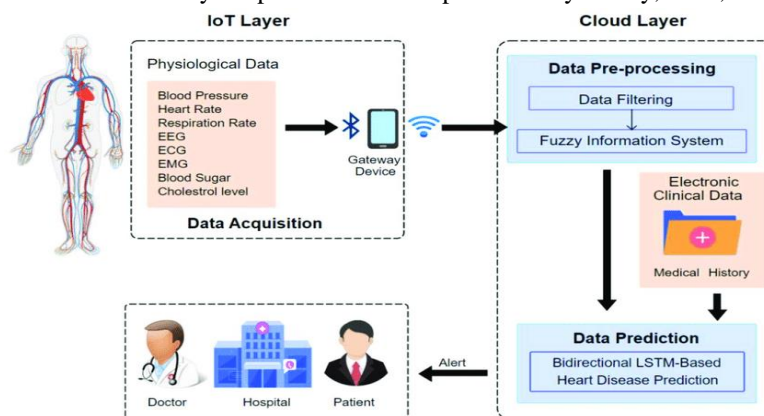 IoT Layer
Physiological Data
Blood Pressure
Heart Rate
Respiration Rate
EEG
ECG
EMG
Blood Sugar
Cholestrol level
Data Acquisition
Gateway
Device
Cloud Layer
Data Pre-processing
Data Filtering
Fuzzy Information System
Electronic
Clinical Data
Medical History
Data Prediction
Bidirectional LSTM-Based
Heart Disease Prediction
Alert
Doctor
Hospital
Patient